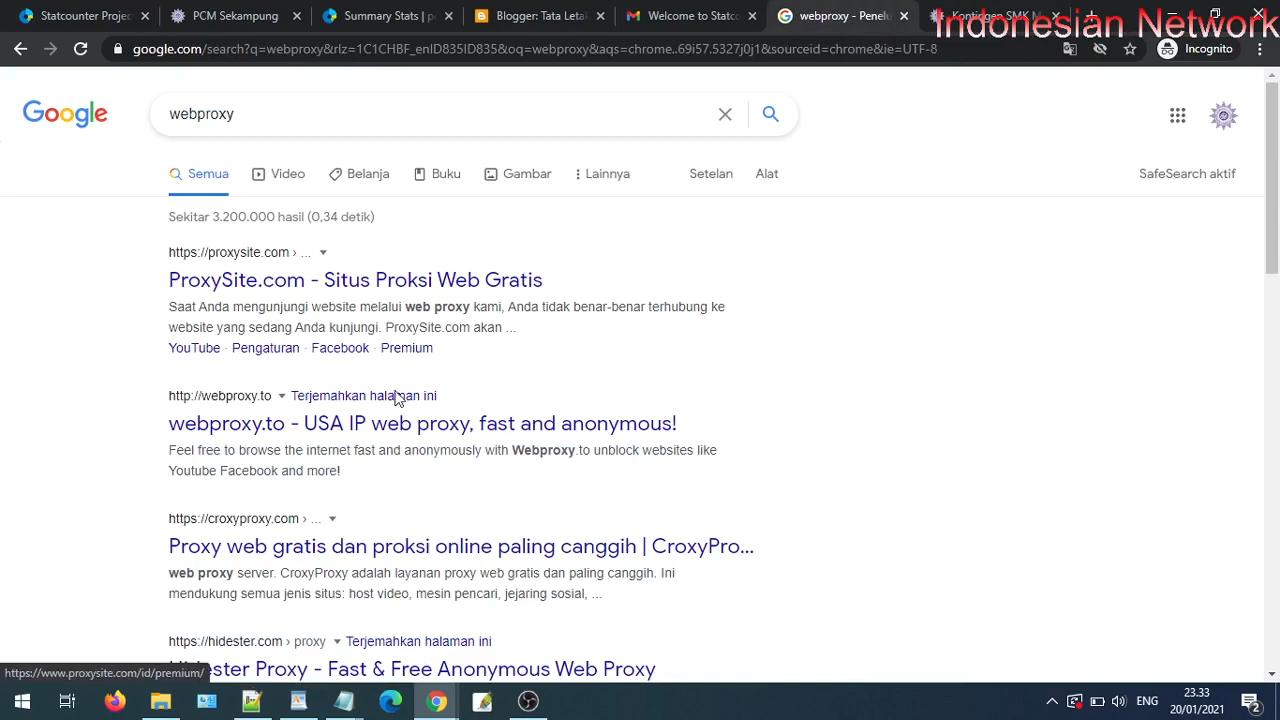 Statcounter Projec
PCM Sekampung
Summary Stats | p
Blogger: Tata Letak
Welcome to Statco
webproxy - Penelu
Kontingen SMK M
Indonesian Network
google.com/search?q=webproxy&rlz=1C1CHBF_enID835ID835&oq=webproxy&aqs=chrome..69i57.5327j0j1&sourceid=chrome&ie=UTF-8
Incognito
Google
webproxy
Semua
Video
Belanja
Buku
Gambar
Lainnya
Setelan
Alat
SafeSearch aktif
Sekitar 3.200.000 hasil (0,34 detik)
https://proxysite.com › ...
ProxySite.com - Situs Proksi Web Gratis
Saat Anda mengunjungi website melalui web proxy kami, Anda tidak benar-benar terhubung ke
website yang sedang Anda kunjungi. ProxySite.com akan ...
YouTube · Pengaturan · Facebook · Premium
http://webproxy.to Terjemahkan halaman ini
webproxy.to - USA IP web proxy, fast and anonymous!
Feel free to browse the internet fast and anonymously with Webproxy.to unblock websites like
Youtube Facebook and more!
https://croxyproxy.com › ...
Proxy web gratis dan proksi online paling canggih | CroxyPro...
web proxy server. CroxyProxy adalah layanan proxy web gratis dan paling canggih. Ini
mendukung semua jenis situs: host video, mesin pencari, jejaring sosial, ...
https://hidester.com › proxy Terjemahkan halaman ini
Hidester Proxy - Fast & Free Anonymous Web Proxy
https://www.proxysite.com/id/premium/
ENG
23.33
20/01/2021
2